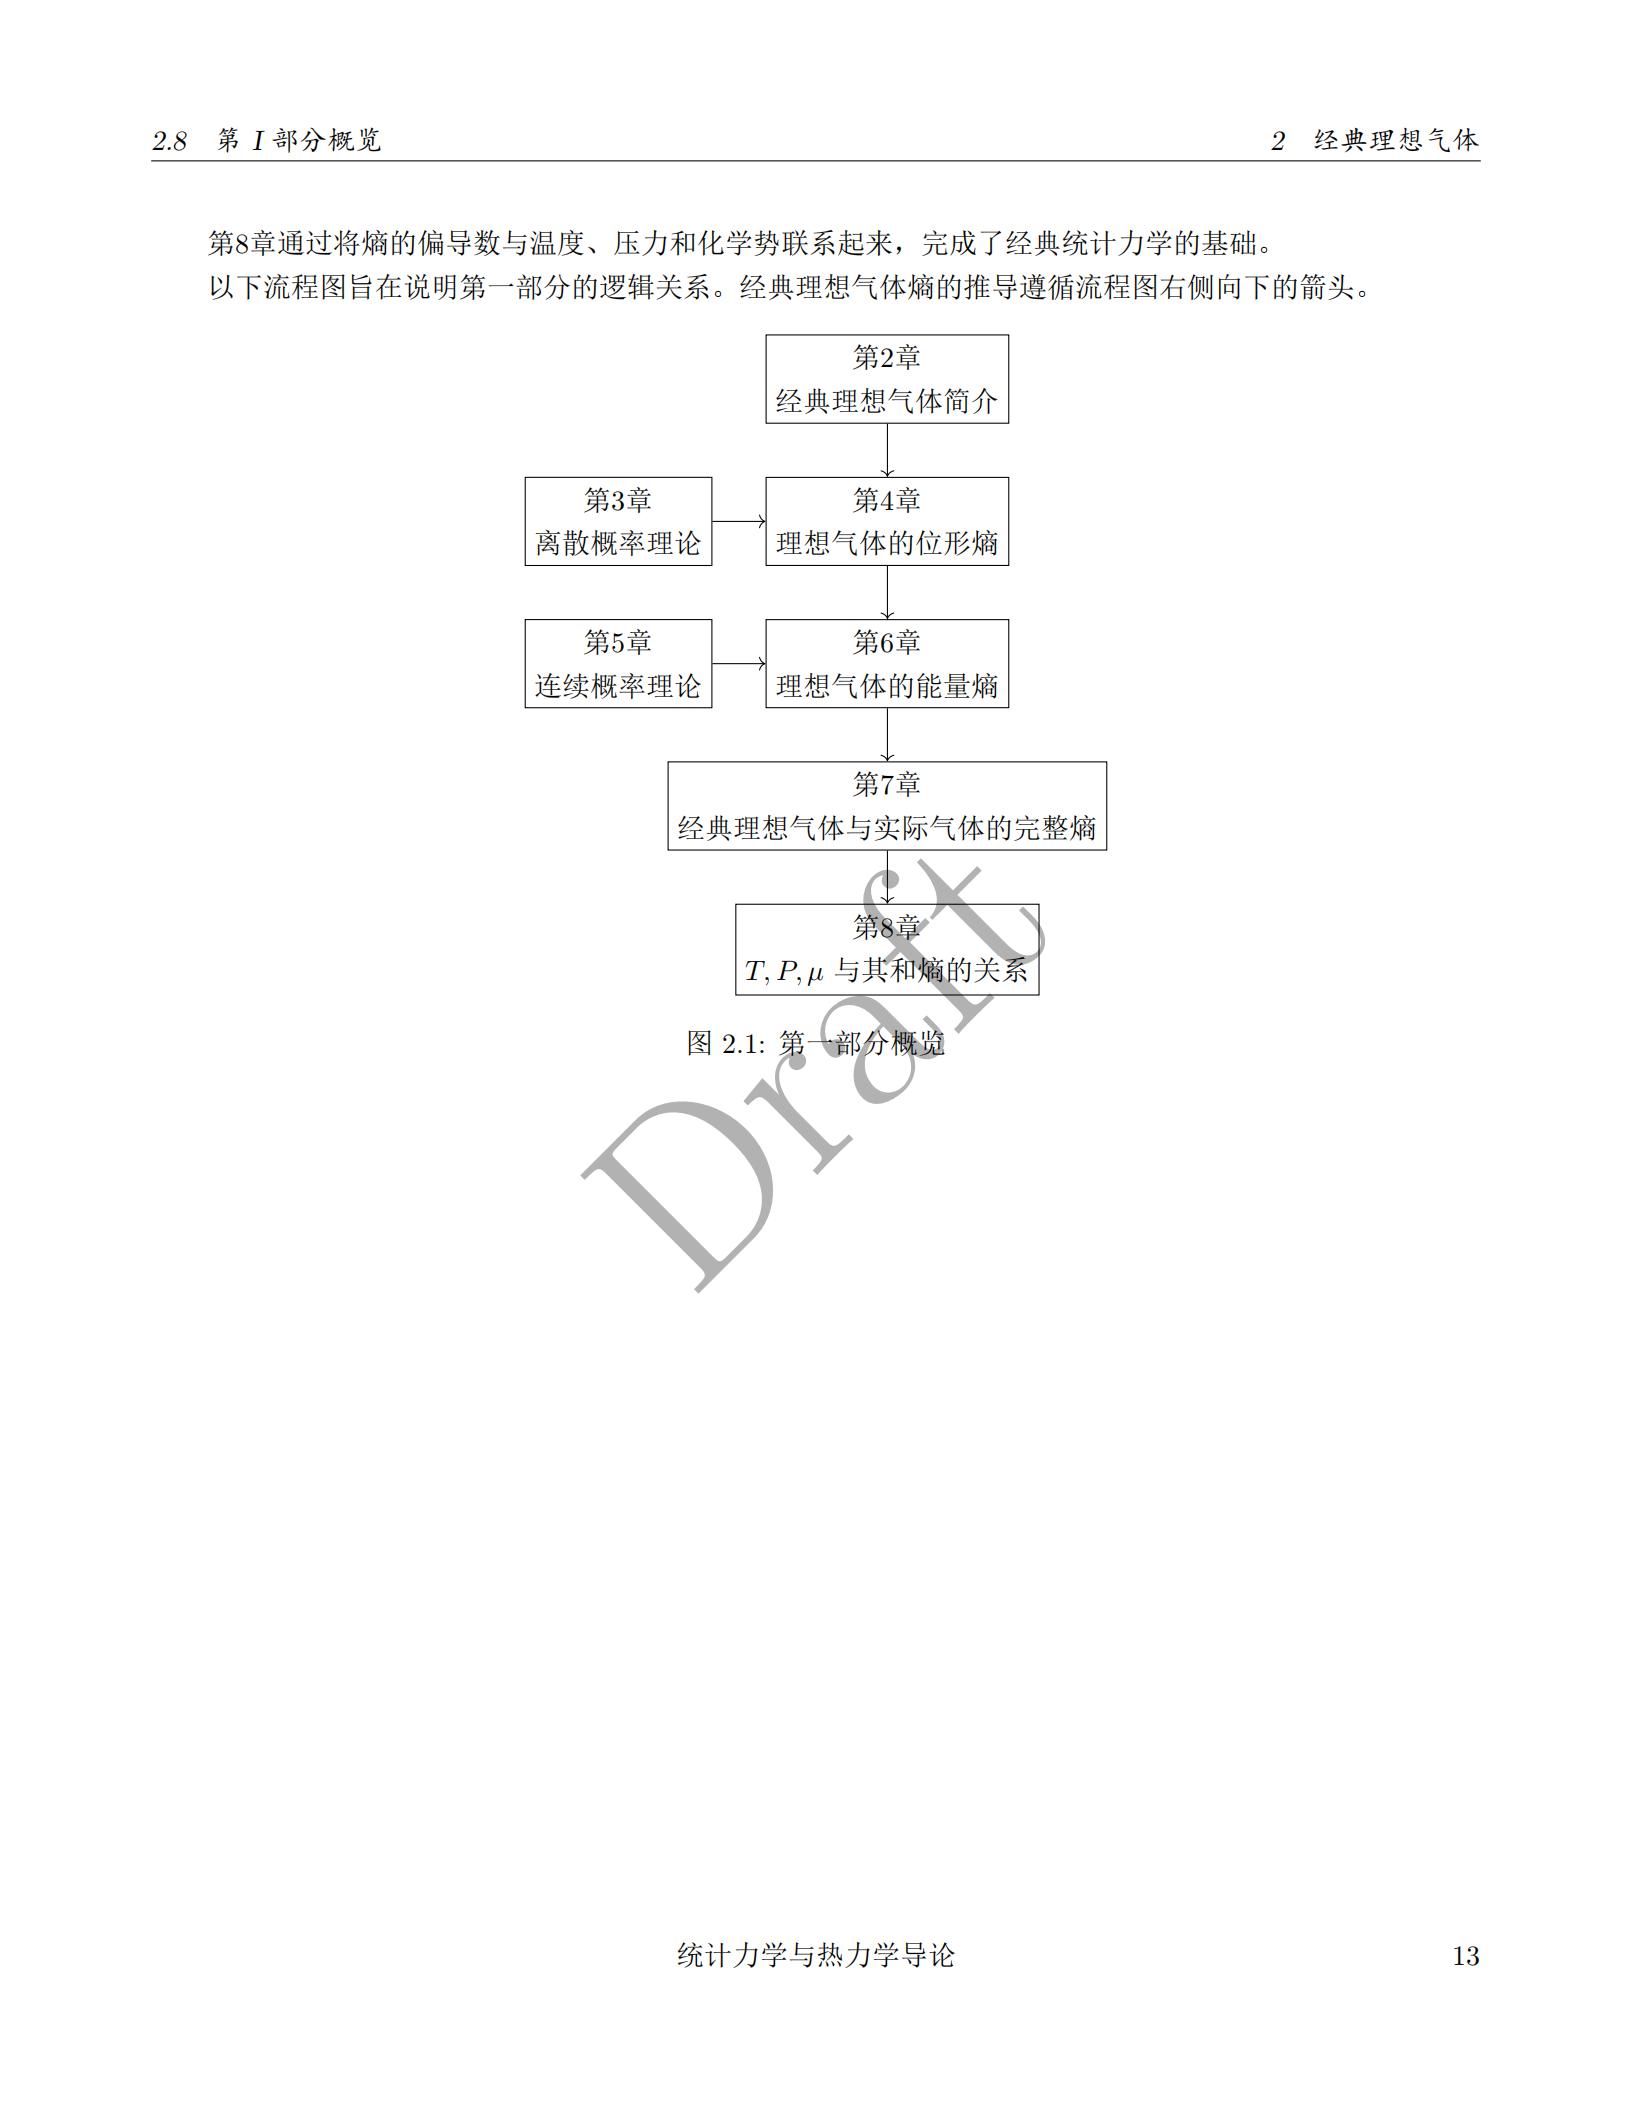 2.8 第 I 部分概览
2 经典理想气体
第8章通过将熵的偏导数与温度、压力和化学势联系起来，完成了经典统计力学的基础。
以下流程图旨在说明第一部分的逻辑关系。经典理想气体熵的推导遵循流程图右侧向下的箭头。
第2章
经典理想气体简介
第3章
离散概率理论
第4章
理想气体的位形熵
第5章
连续概率理论
第6章
理想气体的能量熵
第7章
经典理想气体与实际气体的完整熵
第8章
T, P, μ 与其和熵的关系
图 2.1: 第一部分概览
Draft
统计力学与热力学导论
13